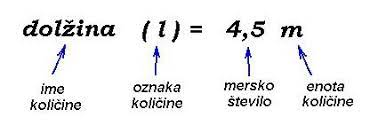 dolžina (l) = 4,5 m
ime količine
oznaka količine
mersko število
enota količine